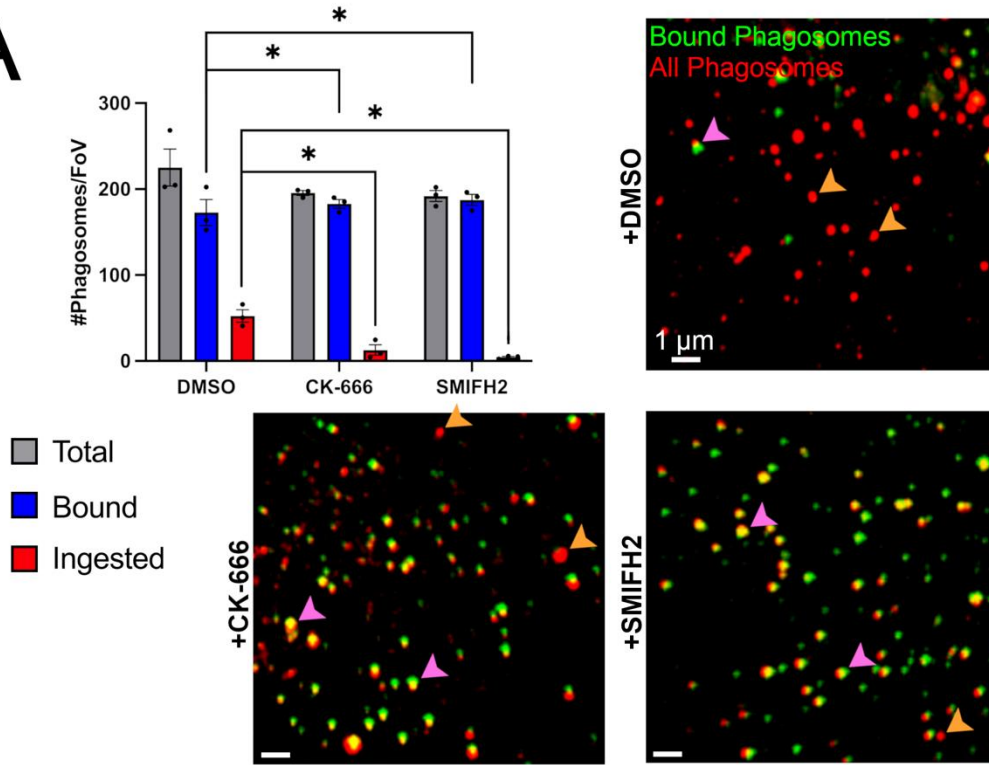 A
*
*
*
*
300
200
100
0
#Phagosomes/FoV
DMSO
CK-666
SMIFH2
Total
Bound
Ingested
Bound Phagosomes
All Phagosomes
+DMSO
1 µm
+CK-666
+SMIFH2